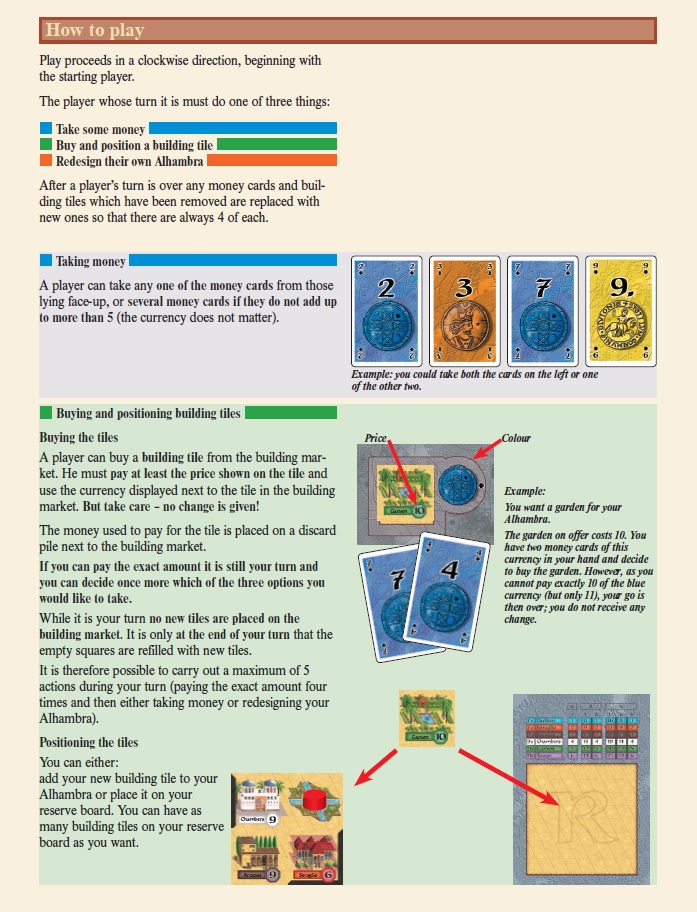 How to play
Play proceeds in a clockwise direction, beginning with
the starting player.
The player whose turn it is must do one of three things:
Take some money
Buy and position a building tile
Redesign their own Alhambra
After a player's turn is over any money cards and buil-
ding tiles which have been removed are replaced with
new ones so that there are always 4 of each.
Taking money
A player can take any one of the money cards from those
lying face-up, or several money cards if they do not add up
to more than 5 (the currency does not matter).
2
3
7
9.
Example: you could take both the cards on the left or one
of the other two.
Buying and positioning building tiles
Buying the tiles
A player can buy a building tile from the building mar-
ket. He must pay at least the price shown on the tile and
use the currency displayed next to the tile in the building
market. But take care – no change is given!
The money used to pay for the tile is placed on a discard
pile next to the building market.
If you can pay the exact amount it is still your turn and
you can decide once more which of the three options you
would like to take.
While it is your turn no new tiles are placed on the
building market. It is only at the end of your turn that the
empty squares are refilled with new tiles.
It is therefore possible to carry out a maximum of 5
actions during your turn (paying the exact amount four
times and then either taking money or redesigning your
Alhambra).
Positioning the tiles
You can either:
add your new building tile to your
Alhambra or place it on your
reserve board. You can have as
many building tiles on your reserve
board as you want.
Price
Colour
Garden 10
7
4
Example:
You want a garden for your
Alhambra.
The garden on offer costs 10. You
have two money cards of this
currency in your hand and decide
to buy the garden. However, as you
cannot pay exactly 10 of the blue
currency (but only 11), your go is
then over; you do not receive any
change.
Garden 10
Chambers 9
Arcades 9
Seraglio 6
R